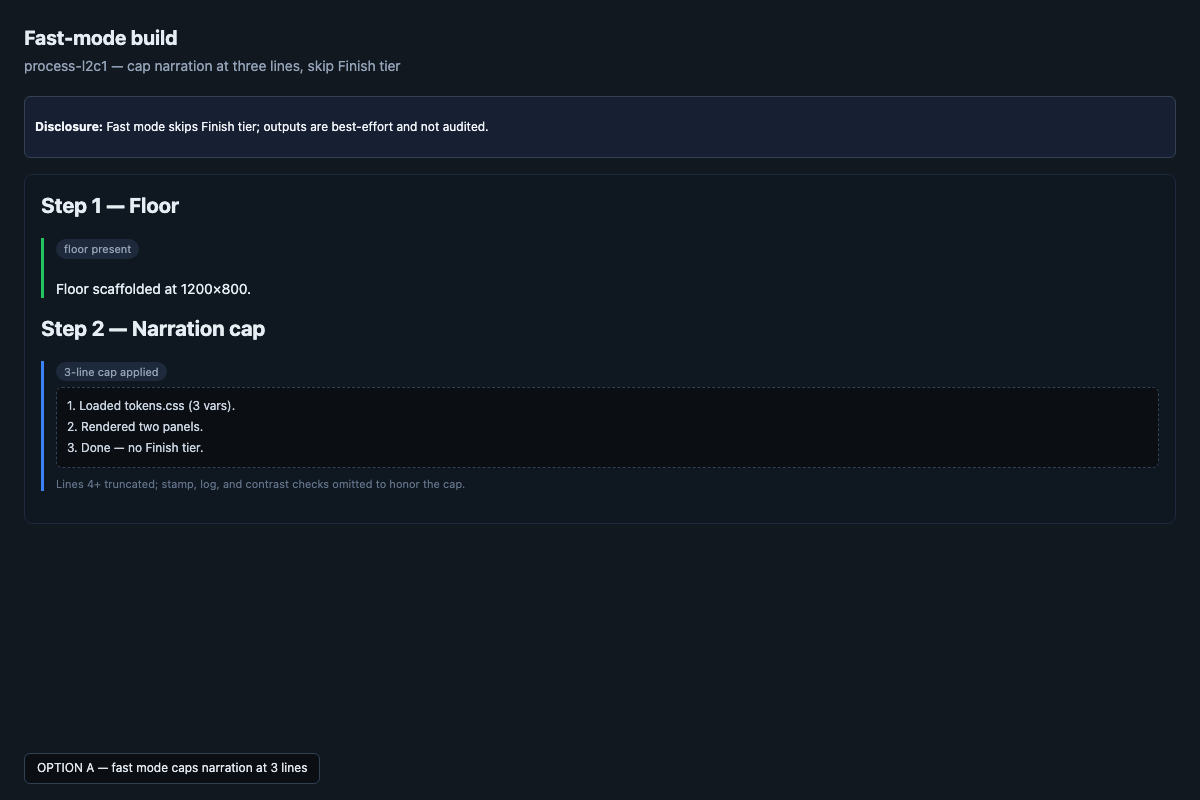 Fast-mode build
process-l2c1 — cap narration at three lines, skip Finish tier
Disclosure: Fast mode skips Finish tier; outputs are best-effort and not audited.
Step 1 — Floor
floor present
Floor scaffolded at 1200×800.
Step 2 — Narration cap
3-line cap applied
1. Loaded tokens.css (3 vars).
2. Rendered two panels.
3. Done — no Finish tier.
Lines 4+ truncated; stamp, log, and contrast checks omitted to honor the cap.
OPTION A — fast mode caps narration at 3 lines